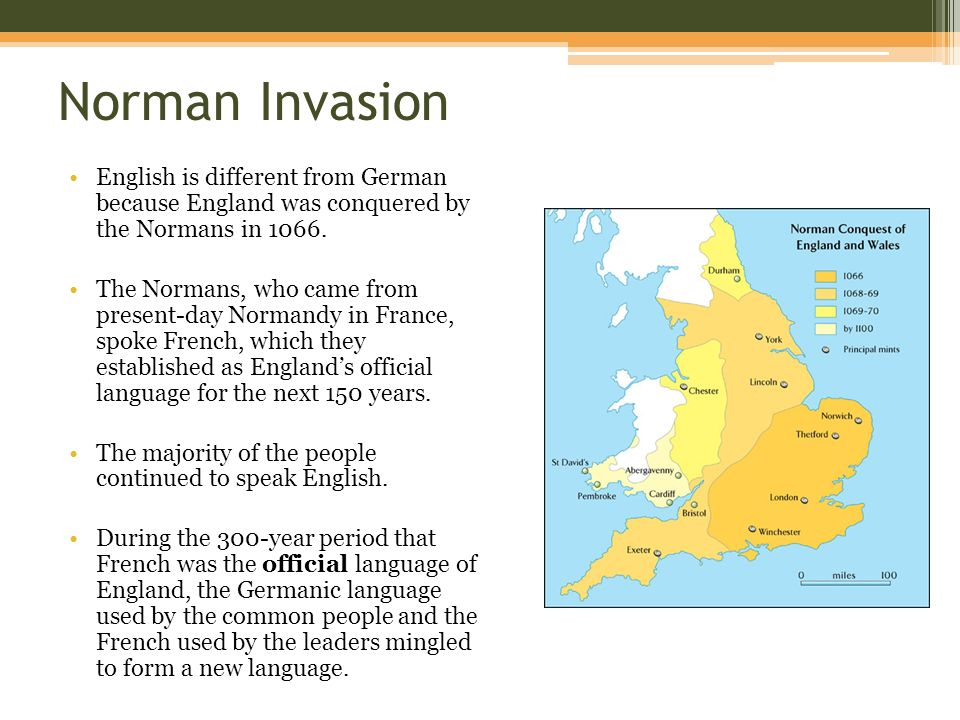 Norman Invasion
• English is different from German
because England was conquered by
the Normans in 1066.
• The Normans, who came from
present-day Normandy in France,
spoke French, which they
established as England’s official
language for the next 150 years.
• The majority of the people
continued to speak English.
• During the 300-year period that
French was the official language of
England, the Germanic language
used by the common people and the
French used by the leaders mingled
to form a new language.
Norman Conquest of
England and Wales
1066
1068-69
1069-70
by 1100
Principal mints
Durham
York
Chester
Lincoln
Norwich
Thetford
St David's
Abergavenny
Pembroke
Cardiff
Bristol
London
Winchester
Exeter
0 miles 100